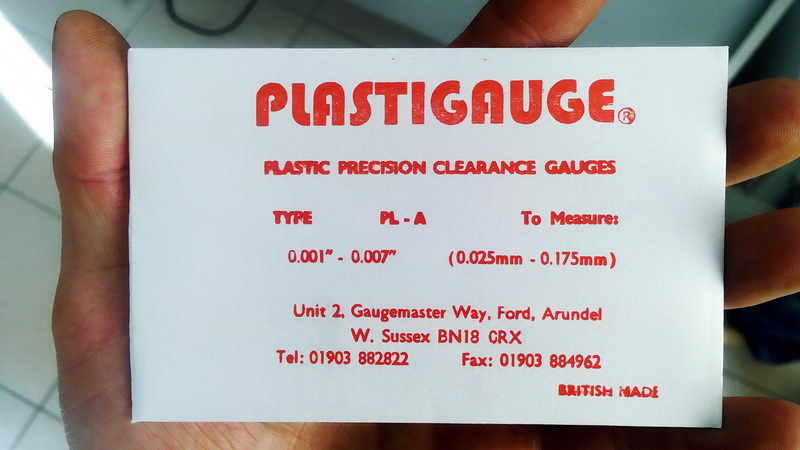 PLASTIGAUGE®
PLASTIC PRECISION CLEARANCE GAUGES
TYPE PL - A To Measure:
0.001" - 0.007" (0.025mm - 0.175mm)
Unit 2, Gaugemaster Way, Ford, Arundel
W. Sussex BN18 0RX
Tel: 01903 882822 Fax: 01903 884962
BRITISH MADE